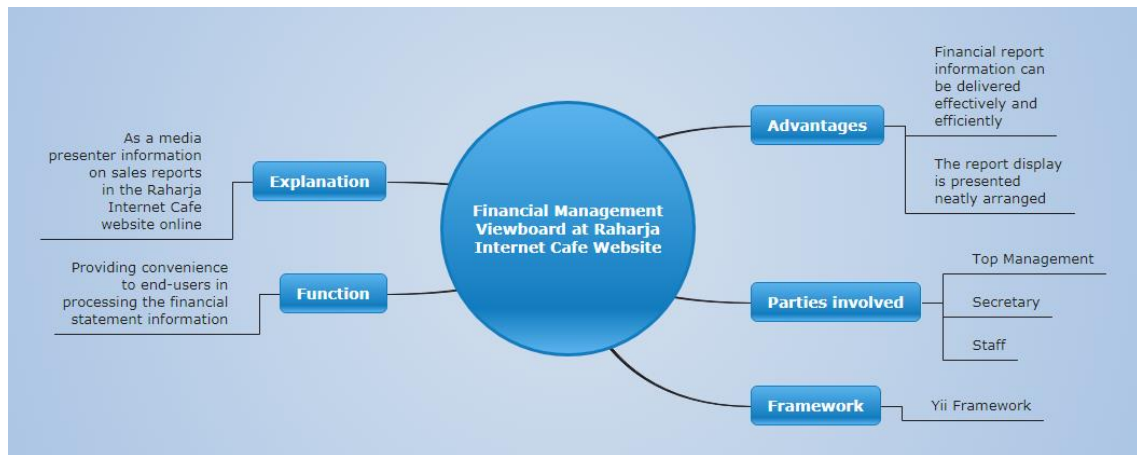 Financial Management
Viewboard at Raharja
Internet Cafe Website
Explanation
As a media
presenter information
on sales reports
in the Raharja
Internet Cafe
website online
Function
Providing convenience
to end-users in
processing the financial
statement information
Advantages
Financial report
information can
be delivered
effectively and
efficiently
The report display
is presented
neatly arranged
Parties involved
Top Management
Secretary
Staff
Framework
Yii Framework